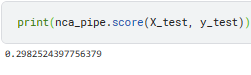 print(nca_pipe.score(X_test, y_test))
0.2982524397756379